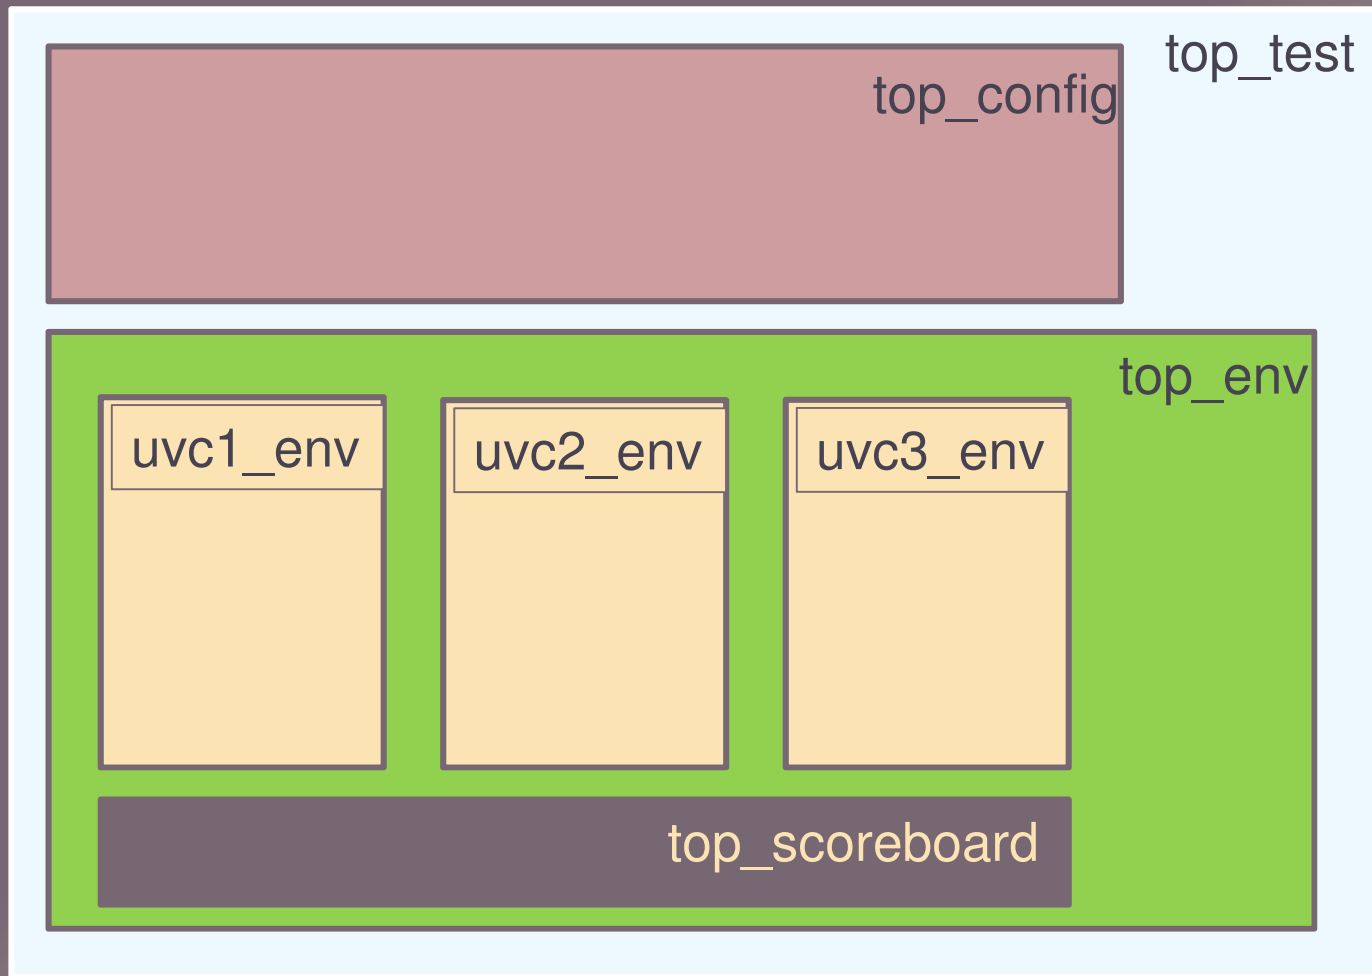 top_test
top_config
top_env
uvc1_env
uvc2_env
uvc3_env
top_scoreboard